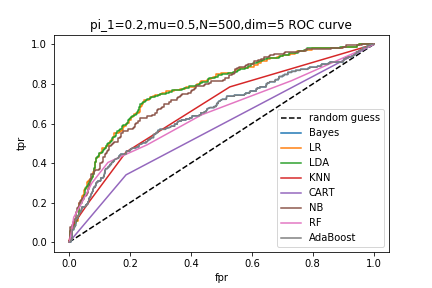 pi_1=0.2,mu=0.5,N=500,dim=5 ROC curve
tpr
1.0
0.8
0.6
0.4
0.2
0.0
random guess
Bayes
LR
LDA
KNN
CART
NB
RF
AdaBoost
0.0 0.2 0.4 0.6 0.8 1.0
fpr